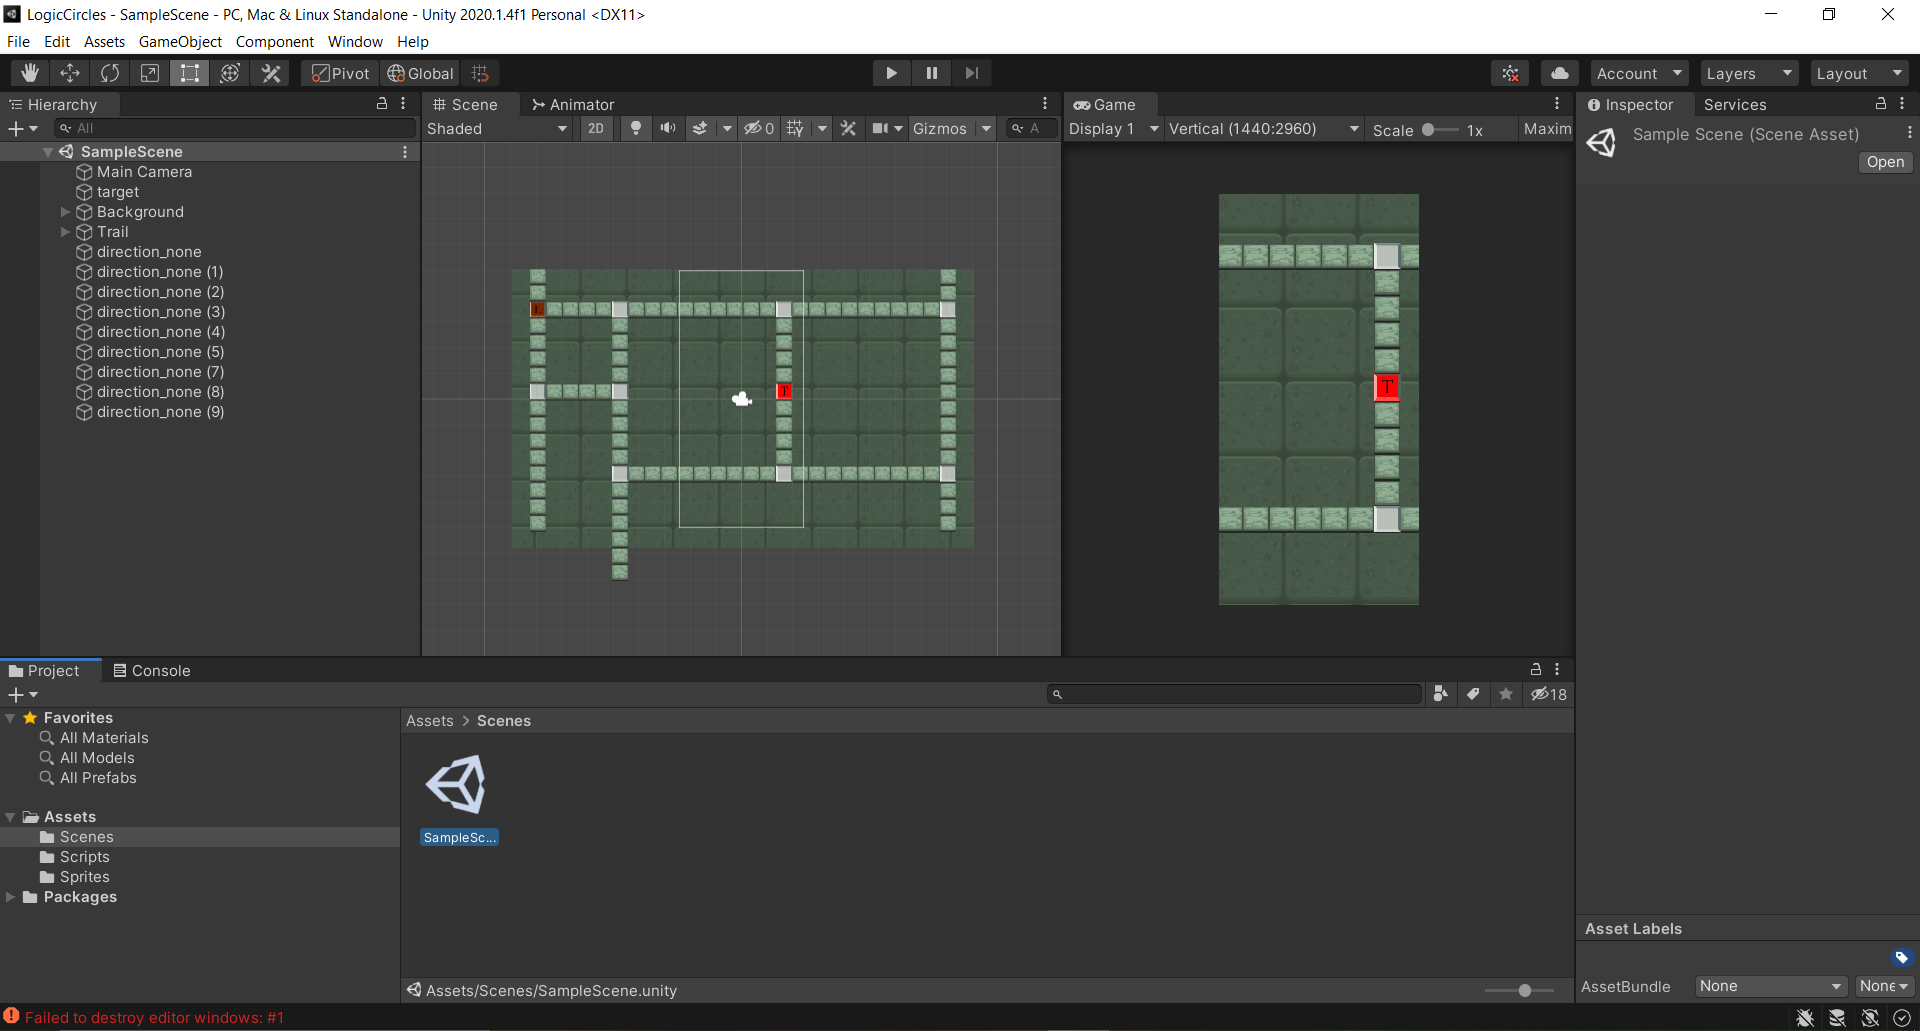 LogicCircles - SampleScene - PC, Mac & Linux Standalone - Unity 2020.1.4f1 Personal <DX11>
File Edit Assets GameObject Component Window Help
Pivot Global Account Layers Layout
Hierarchy
All
SampleScene
Main Camera
target
Background
Trail
direction_none
direction_none (1)
direction_none (2)
direction_none (3)
direction_none (4)
direction_none (5)
direction_none (7)
direction_none (8)
direction_none (9)
Scene Animator
Shaded 2D 0 Gizmos A
T
Game
Display 1 Vertical (1440:2960) Scale 1x Maxim
T
Inspector Services
Sample Scene (Scene Asset)
Open
Project Console
18
Favorites
All Materials
All Models
All Prefabs
Assets
Scenes
Scripts
Sprites
Packages
Assets > Scenes
SampleSc...
Assets/Scenes/SampleScene.unity
Asset Labels
AssetBundle None None
Failed to destroy editor windows: #1